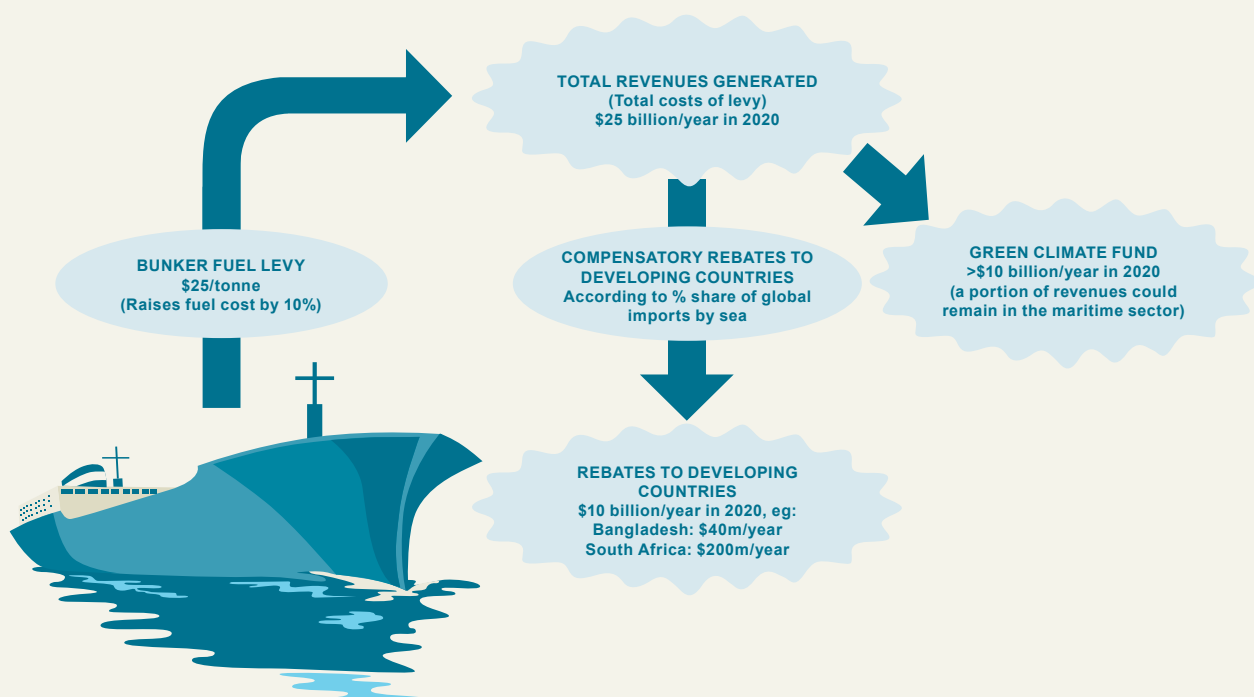 TOTAL REVENUES GENERATED
(Total costs of levy)
$25 billion/year in 2020
BUNKER FUEL LEVY
$25/tonne
(Raises fuel cost by 10%)
COMPENSATORY REBATES TO
DEVELOPING COUNTRIES
According to % share of global
imports by sea
GREEN CLIMATE FUND
>$10 billion/year in 2020
(a portion of revenues could
remain in the maritime sector)
REBATES TO DEVELOPING
COUNTRIES
$10 billion/year in 2020, eg:
Bangladesh: $40m/year
South Africa: $200m/year